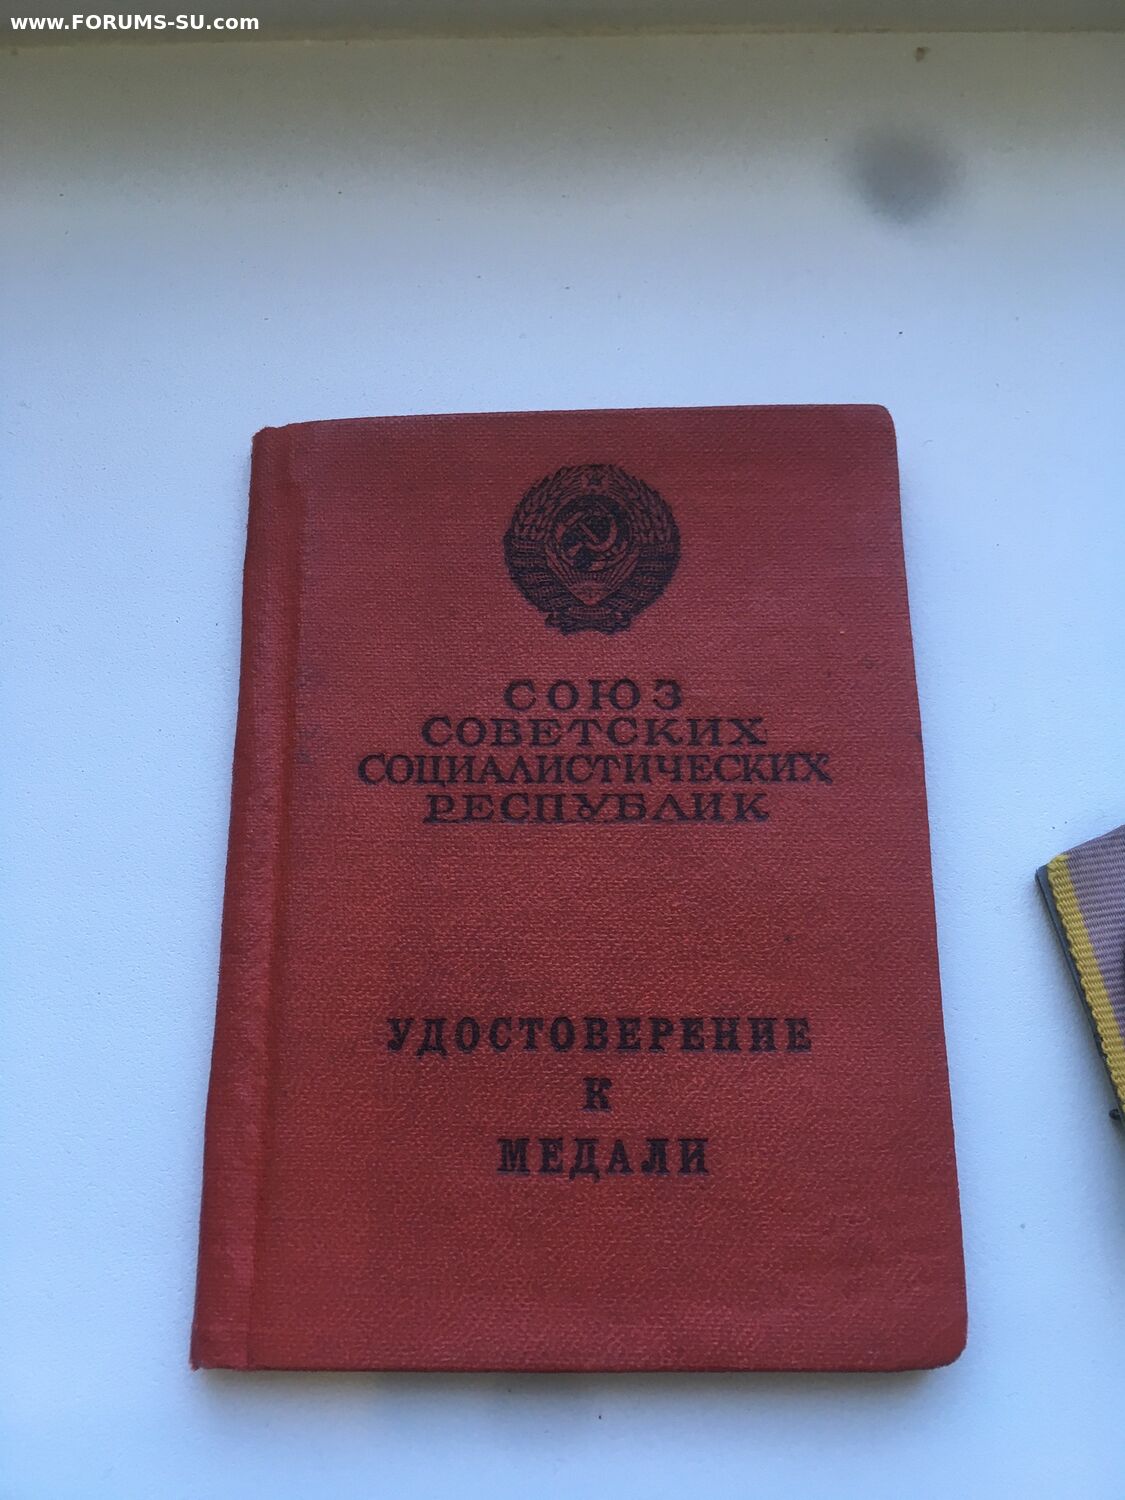 www.FORUMS-SU.com
СОЮЗ
СОВЕТСКИХ
СОЦИАЛИСТИЧЕСКИХ
РЕСПУБЛИК
УДОСТОВЕРЕНИЕ
К
МЕДАЛИ